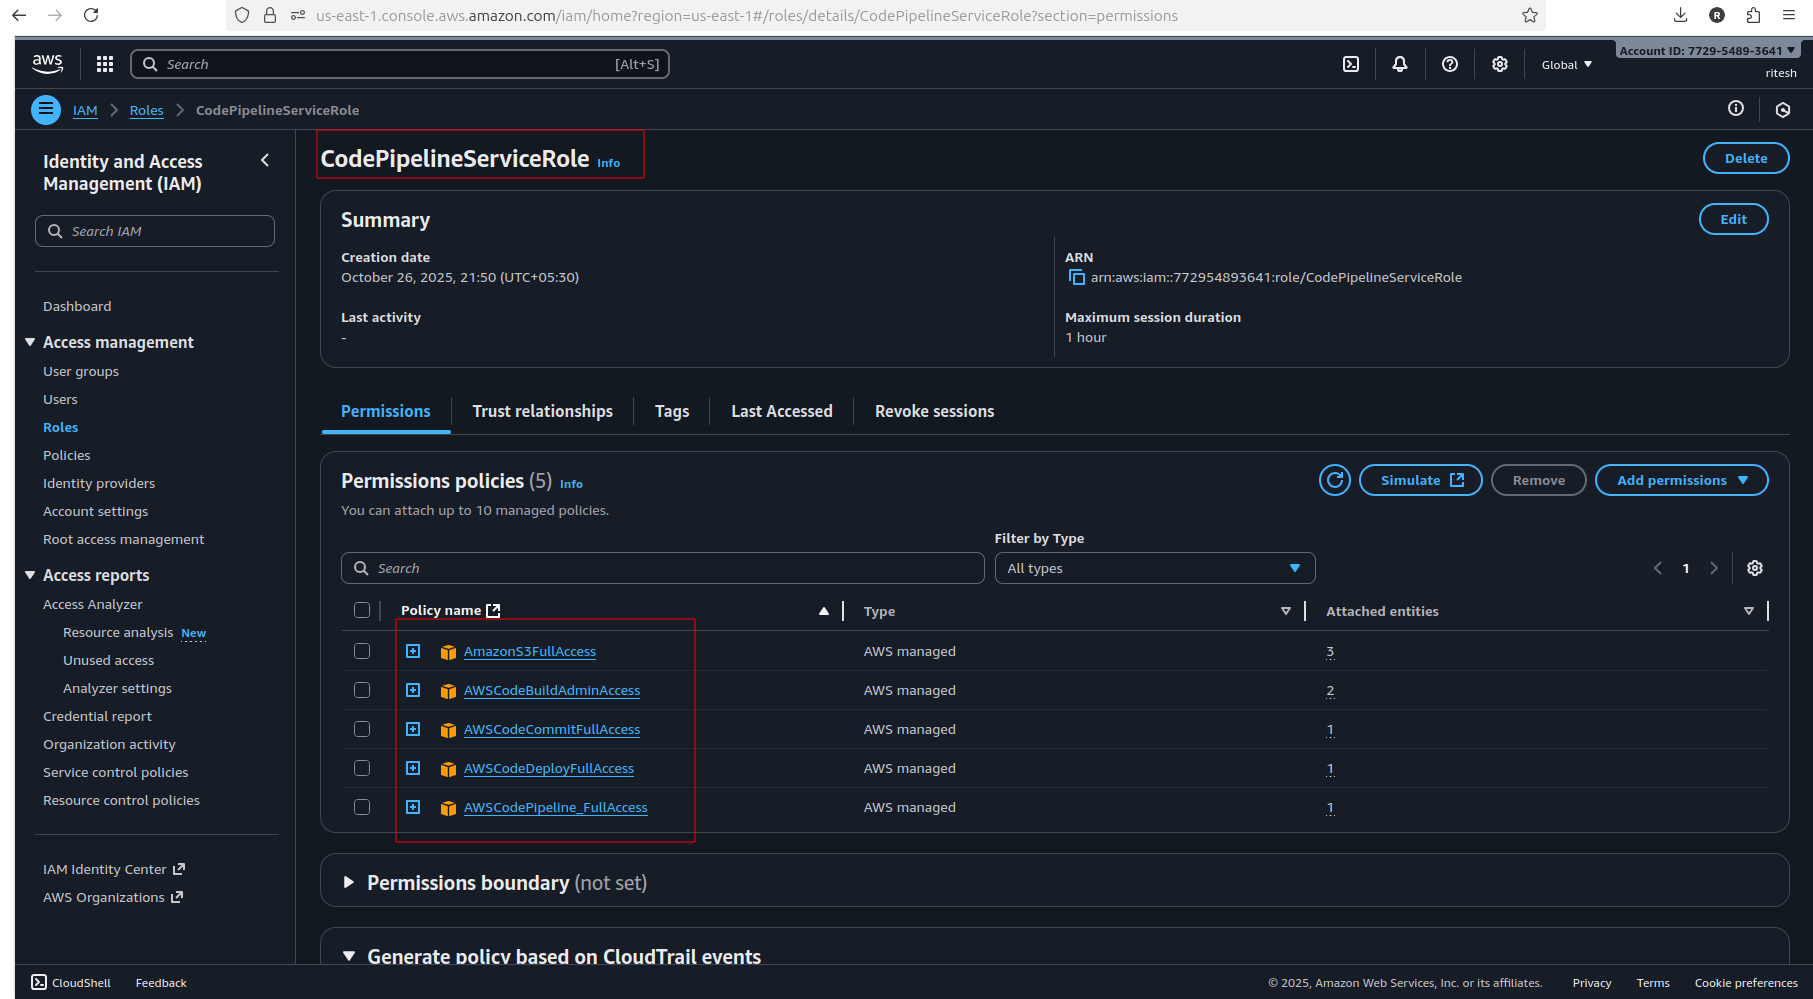 us-east-1.console.aws.amazon.com/iam/home?region=us-east-1#/roles/details/CodePipelineServiceRole?section=permissions
R
aws
Search
[Alt+S]
Global
Account ID: 7729-5489-3641
ritesh
IAM
Roles
CodePipelineServiceRole
Identity and Access
Management (IAM)
Search IAM
Dashboard
Access management
User groups
Users
Roles
Policies
Identity providers
Account settings
Root access management
Access reports
Access Analyzer
Resource analysis New
Unused access
Analyzer settings
Credential report
Organization activity
Service control policies
Resource control policies
IAM Identity Center
AWS Organizations
CodePipelineServiceRole Info
Delete
Summary
Edit
Creation date
October 26, 2025, 21:50 (UTC+05:30)
ARN
arn:aws:iam::772954893641:role/CodePipelineServiceRole
Last activity
-
Maximum session duration
1 hour
Permissions
Trust relationships
Tags
Last Accessed
Revoke sessions
Permissions policies (5) Info
Simulate
Remove
Add permissions
You can attach up to 10 managed policies.
Filter by Type
Search
All types
1
Policy name
Type
Attached entities
AmazonS3FullAccess AWS managed 3
AWSCodeBuildAdminAccess AWS managed 2
AWSCodeCommitFullAccess AWS managed 1
AWSCodeDeployFullAccess AWS managed 1
AWSCodePipeline_FullAccess AWS managed 1
Permissions boundary (not set)
Generate policy based on CloudTrail events
CloudShell
Feedback
© 2025, Amazon Web Services, Inc. or its affiliates.
Privacy
Terms
Cookie preferences